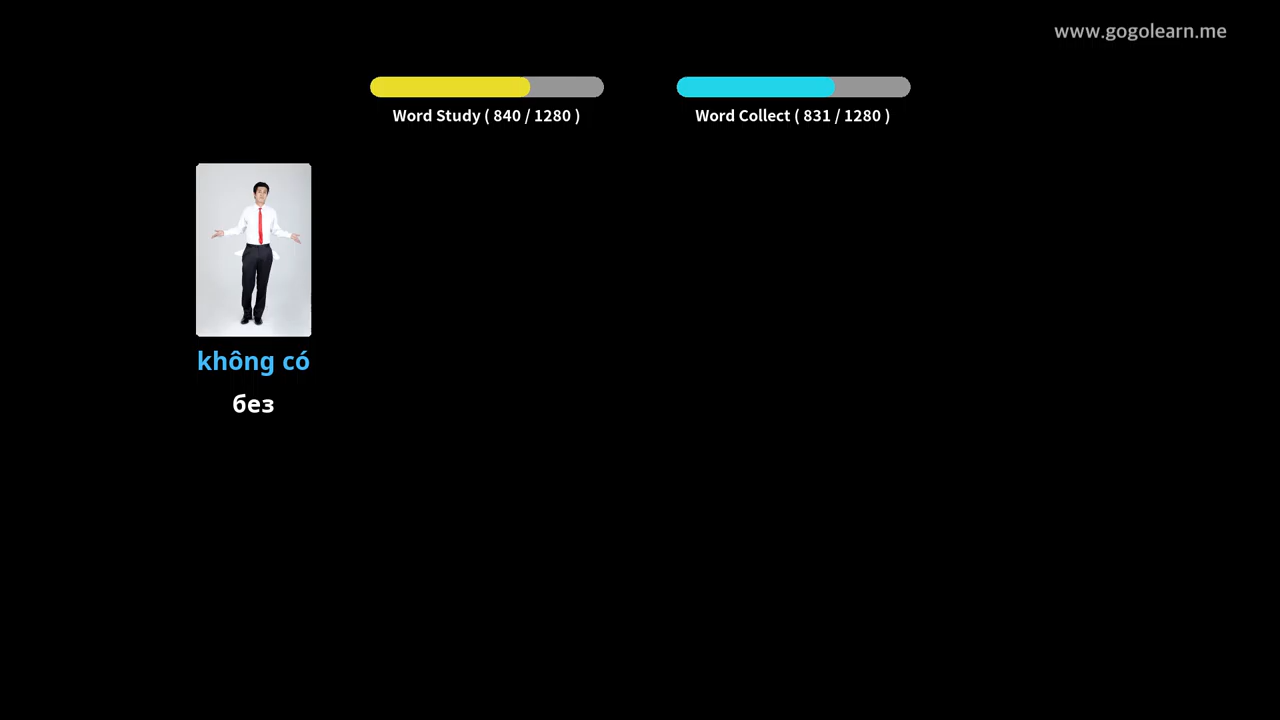 www.gogolearn.me
Word Study ( 840 / 1280 )
Word Collect ( 831 / 1280 )
không có
без